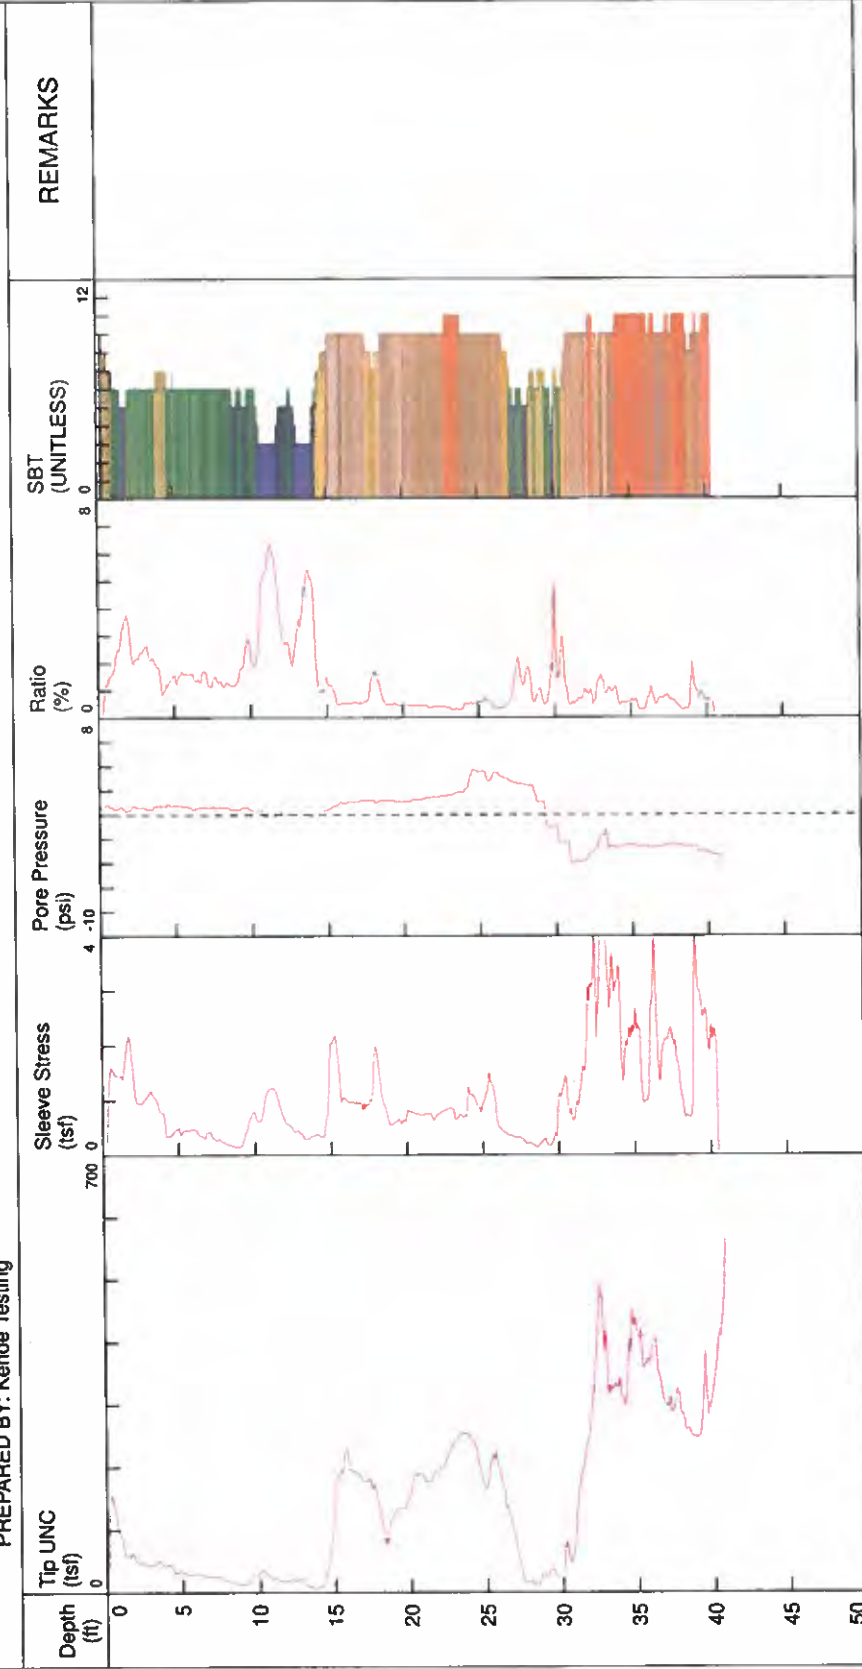 PREPARED BY: Kehoe Testing
Depth
(ft)
Tip UNC
(tsf)
0
700
Sleeve Stress
(tsf)
0
4
Pore Pressure
(psi)
-10
8
Ratio
(%)
0
8
SBT
(UNITLESS)
0
12
REMARKS
0
5
10
15
20
25
30
35
40
45
50